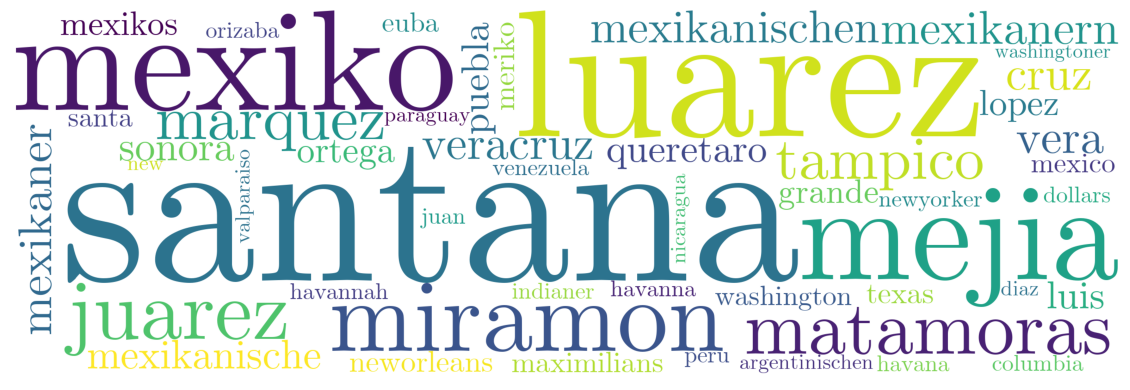 mexikos
orizaba
euba
mexikanischen
mexikanern
mexiko
puebla
meriko
luarez
washingtoner
cruz
santa
marquez
paraguay
lopez
sonora
ortega
veracruz
queretaro
tampico
vera
mexico
new
mexikaner
valparaiso
venezuela
grande
newyorker
dollars
santana
juan
nicaragua
mejia
havannah
indianer
havanna
washington
texas
diaz
luis
juarez
miramon
matamoras
mexikanische
neworleans
maximilians
peru
argentinischen
havana
columbia